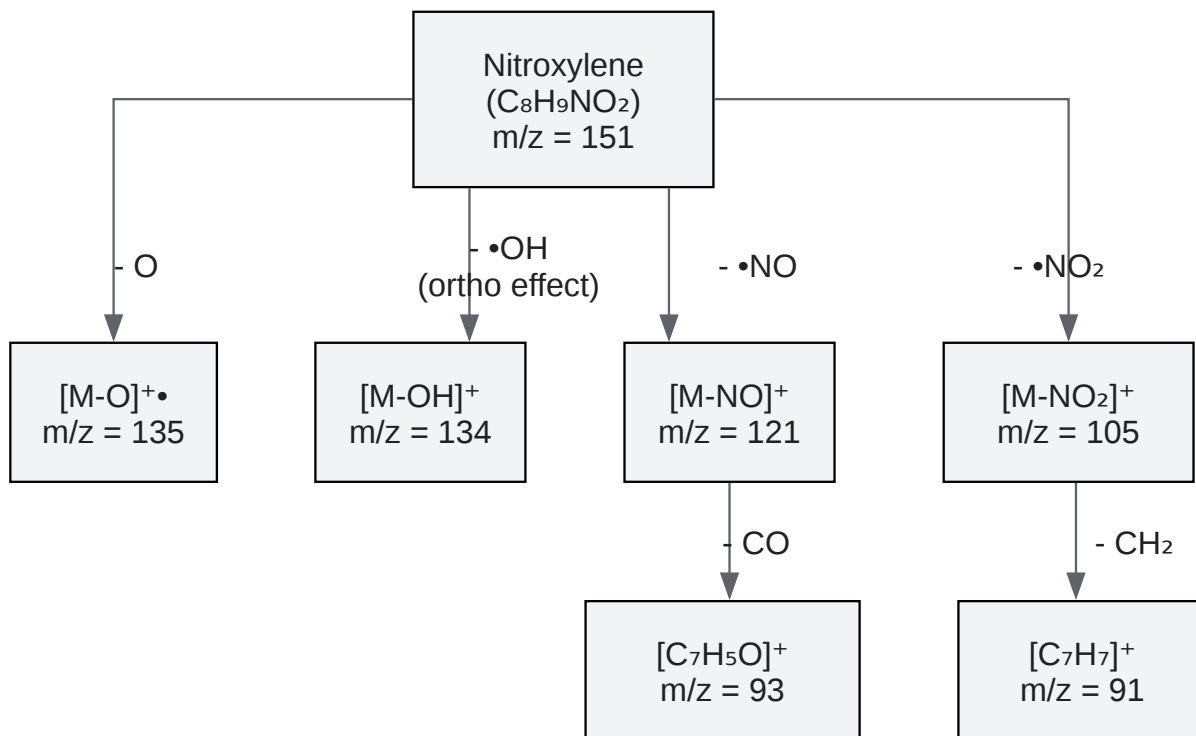 Nitroxylene
(C₈H₉NO₂)
m/z = 151
- O
- •OH
(ortho effect)
- •NO
- •NO₂
[M-O]⁺•
m/z = 135
[M-OH]⁺
m/z = 134
[M-NO]⁺
m/z = 121
[M-NO₂]⁺
m/z = 105
- CO
- CH₂
[C₇H₅O]⁺
m/z = 93
[C₇H₇]⁺
m/z = 91